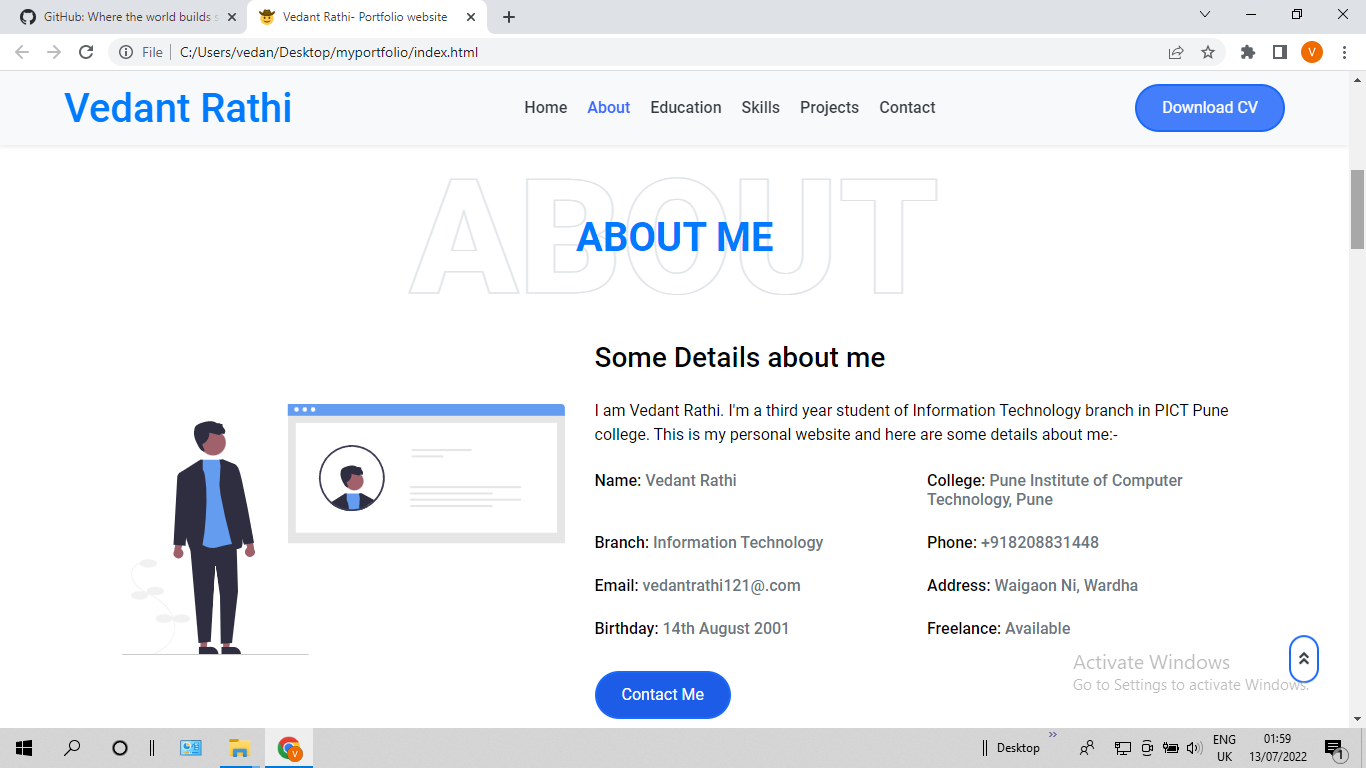 GitHub: Where the world builds s
Vedant Rathi- Portfolio website
File C:/Users/vedan/Desktop/myportfolio/index.html
V
Vedant Rathi
Home About Education Skills Projects Contact
Download CV
ABOUT
ABOUT ME
Some Details about me
I am Vedant Rathi. I'm a third year student of Information Technology branch in PICT Pune
college. This is my personal website and here are some details about me:-
Name: Vedant Rathi
College: Pune Institute of Computer
Technology, Pune
Branch: Information Technology
Phone: +918208831448
Email: vedantrathi121@.com
Address: Waigaon Ni, Wardha
Birthday: 14th August 2001
Freelance: Available
Contact Me
Activate Windows
Go to Settings to activate Windows.
Desktop
ENG
UK
01:59
13/07/2022
1
V